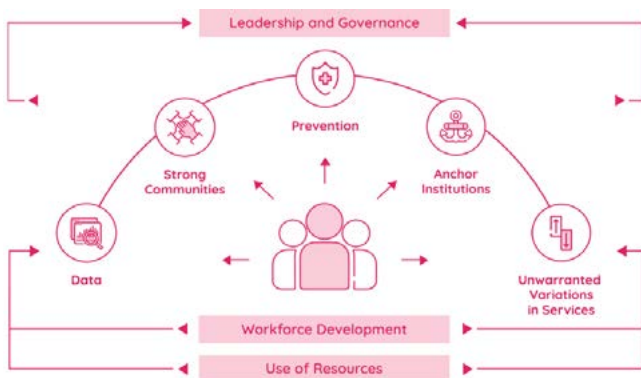 Leadership and Governance
Prevention
Strong
Communities
Anchor
Institutions
Data
Unwarranted
Variations
in Services
Workforce Development
Use of Resources